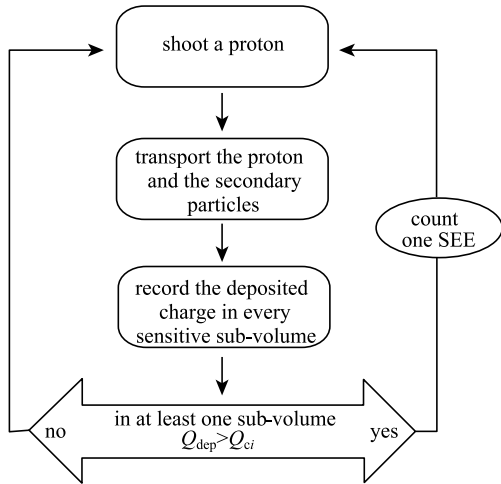 shoot a proton
transport the proton
and the secondary
particles
record the deposited
charge in every
sensitive sub-volume
count
one SEE
in at least one sub-volume
no
Qdep>Qci
yes